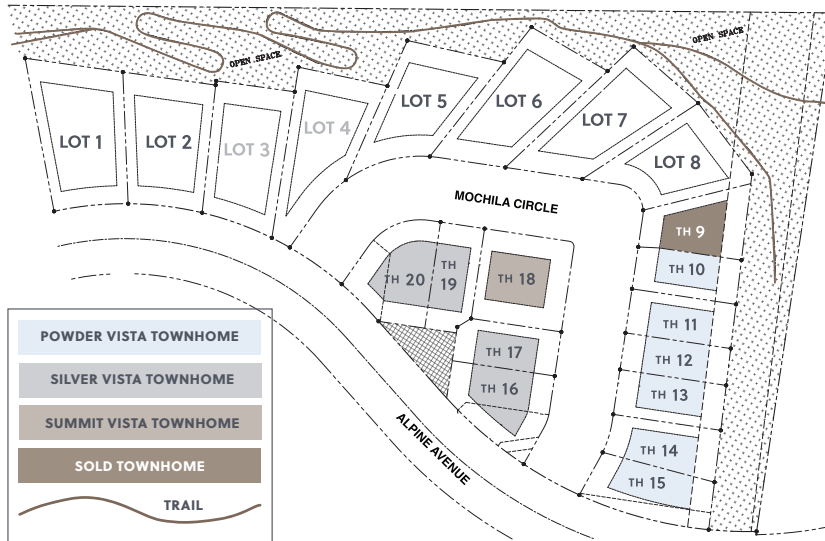 OPEN SPACE
OPEN SPACE
LOT 1
LOT 2
LOT 3
LOT 4
LOT 5
LOT 6
LOT 7
LOT 8
MOCHILA CIRCLE
TH 9
TH 10
TH 11
TH 12
TH 13
TH 14
TH 15
TH 20
TH
19
TH 18
TH 17
TH 16
ALPINE AVENUE
POWDER VISTA TOWNHOME
SILVER VISTA TOWNHOME
SUMMIT VISTA TOWNHOME
SOLD TOWNHOME
TRAIL